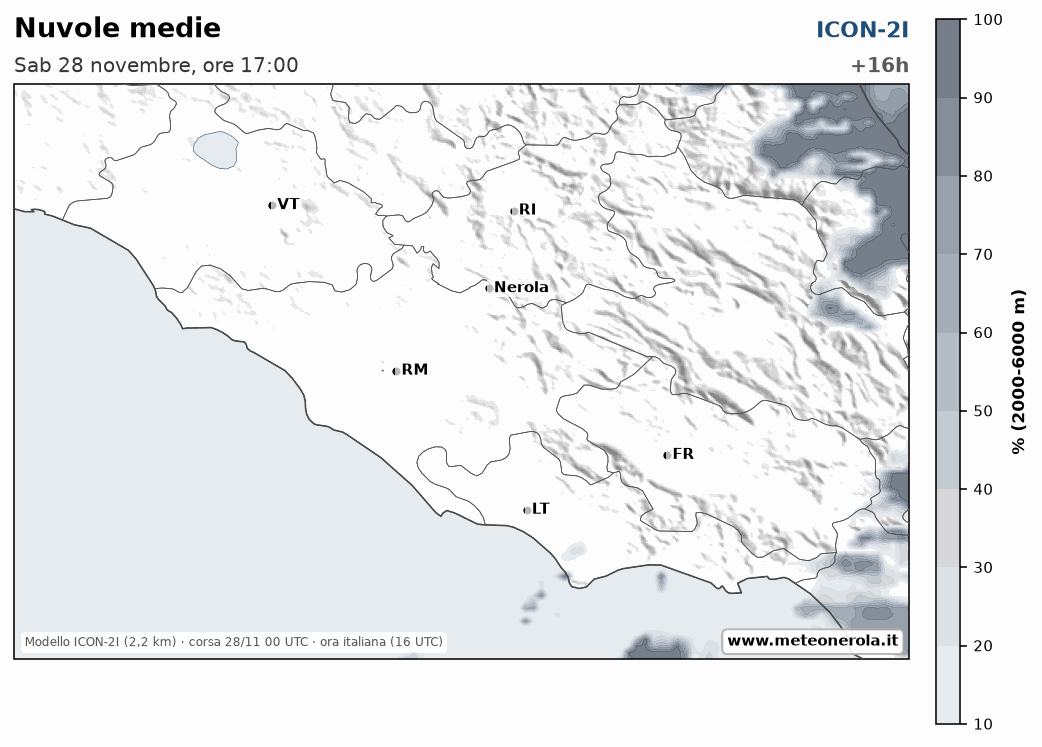 Nuvole medie
ICON-2I
Sab 28 novembre, ore 17:00
+16h
100
90
80
70
60
50
40
30
20
10
% (2000-6000 m)
VT
RI
Nerola
RM
FR
LT
Modello ICON-2I (2,2 km) · corsa 28/11 00 UTC · ora italiana (16 UTC)
www.meteonerola.it